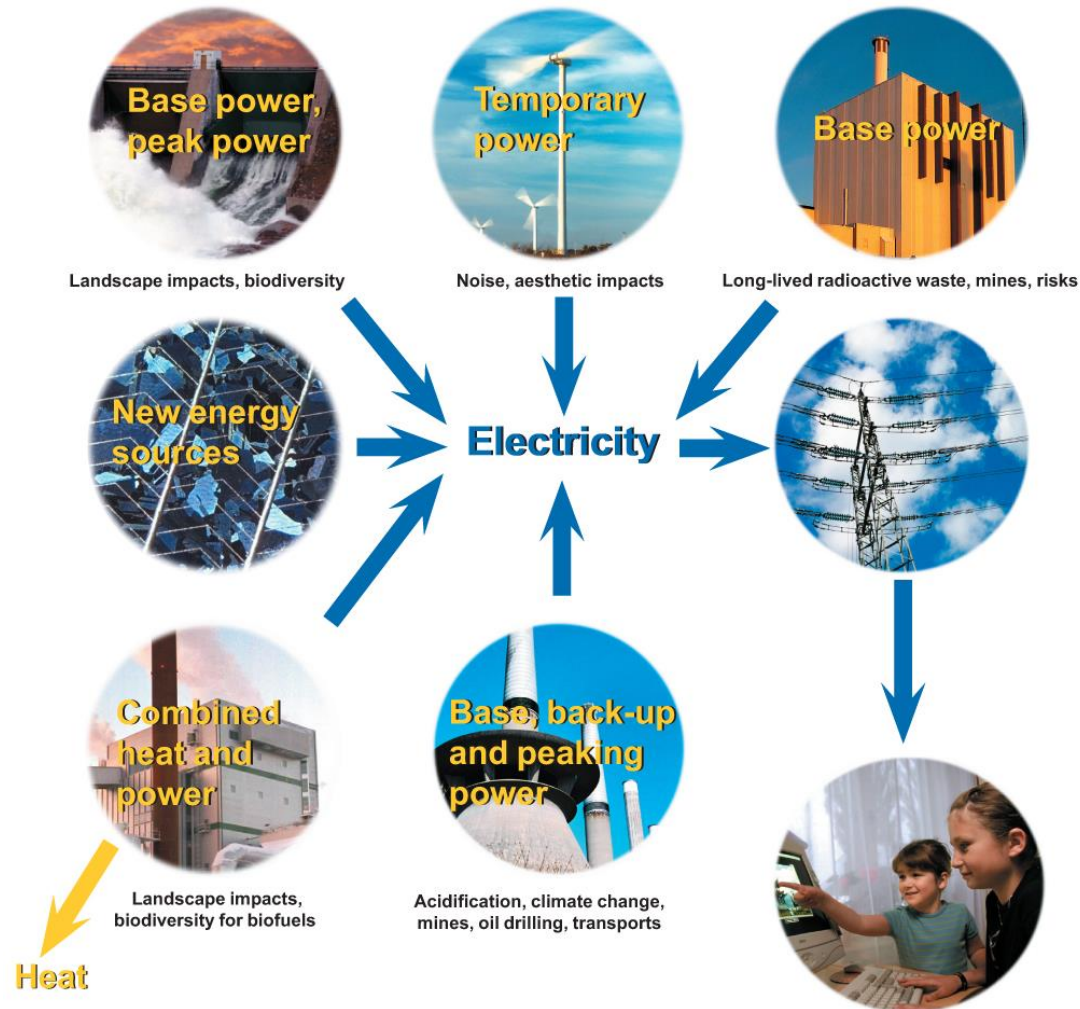 Base power,
peak power
Temporary
power
Base power
Landscape impacts, biodiversity
Noise, aesthetic impacts
Long-lived radioactive waste, mines, risks
New energy
sources
Electricity
Combined
heat and
power
Base, back-up
and peaking
power
Landscape impacts,
biodiversity for biofuels
Acidification, climate change,
mines, oil drilling, transports
Heat